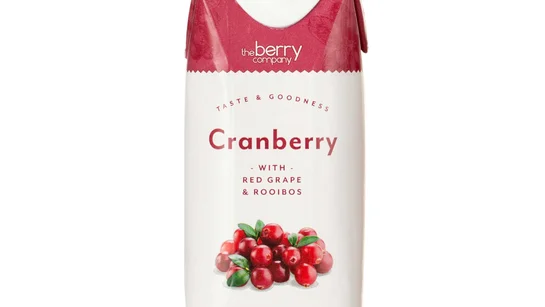 the berry
company
TASTE & GOODNESS
Cranberry
- WITH -
RED GRAPE
& ROOIBOS